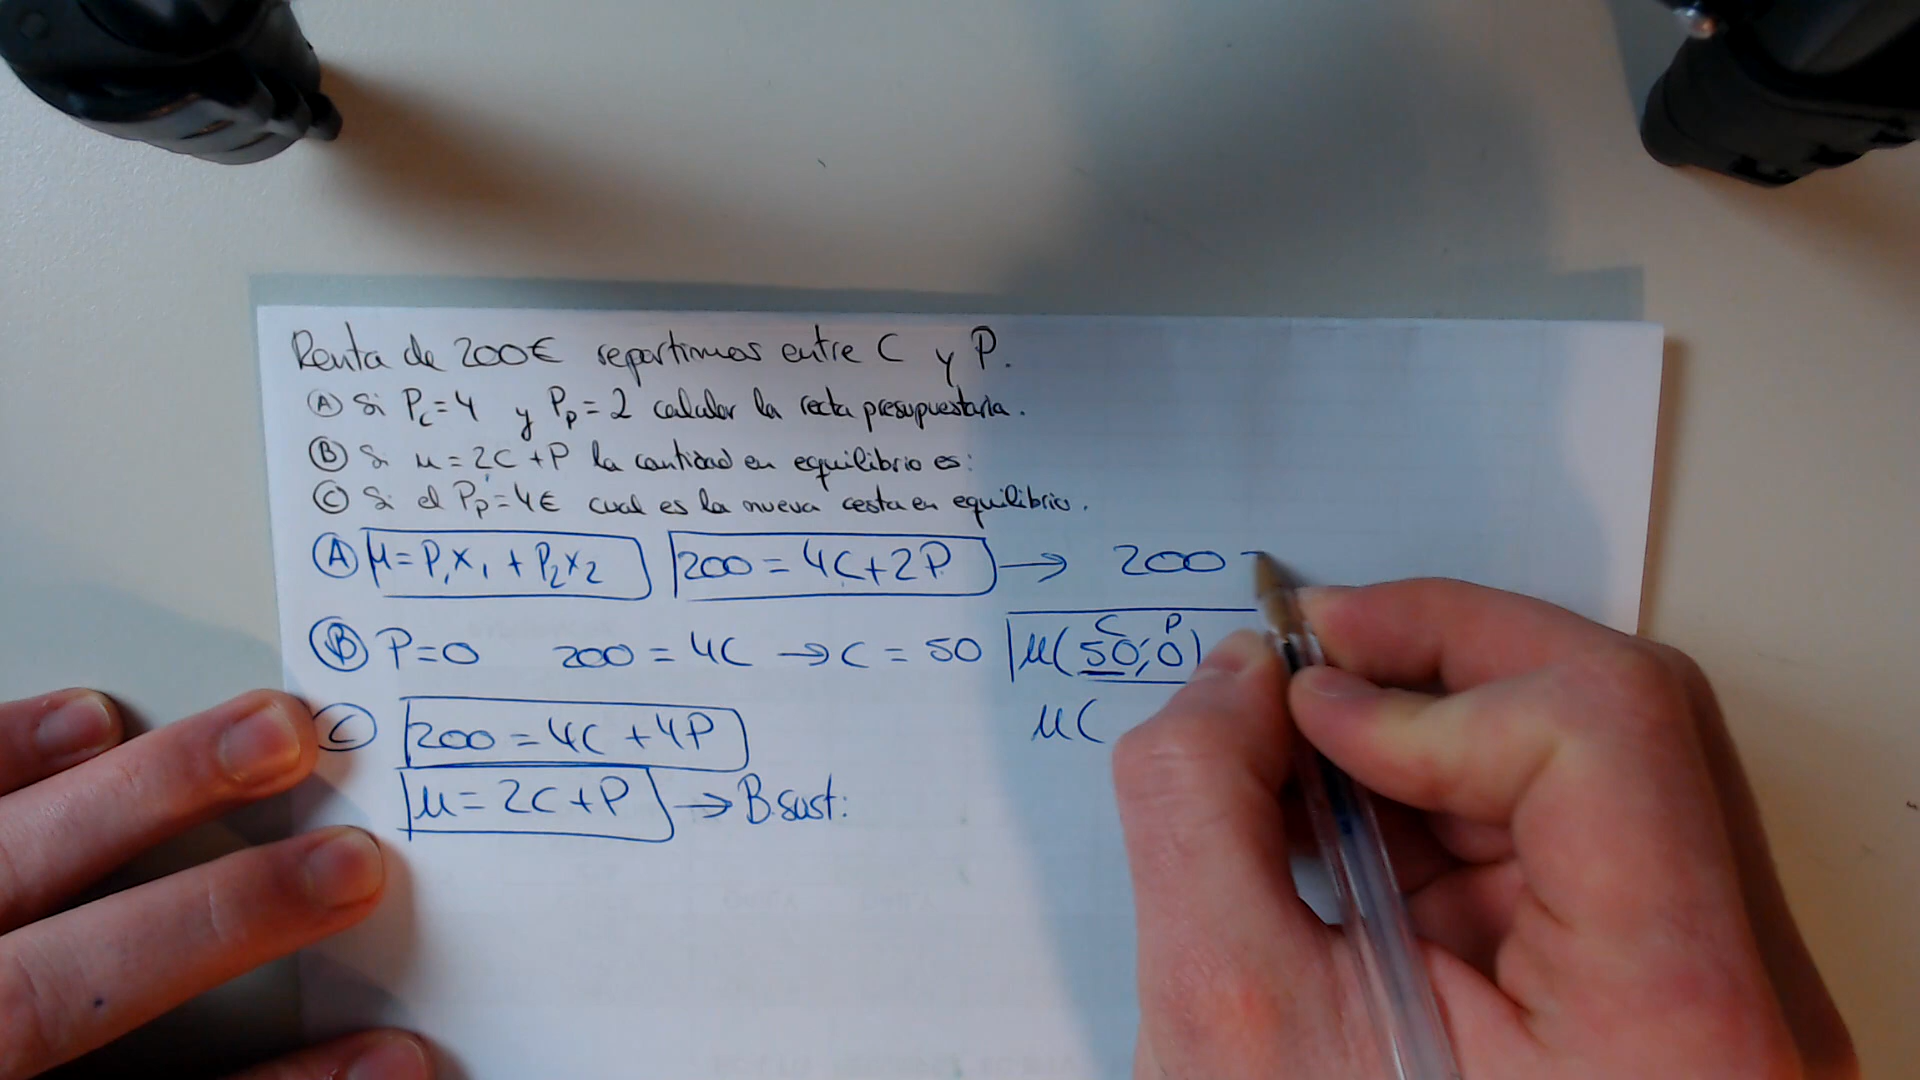 Renta de 200€ repartimos entre C y P.
Ⓐ Si Pc=4 y Pp=2 calcular la recta presupuestaria.
Ⓑ Si u=2C+P la cantidad en equilibrio es:
Ⓒ Si el Pp=4€ cual es la nueva cesta en equilibrio.
Ⓐ M=P₁x₁+P₂x₂ 200=4C+2P → 200
Ⓑ P=0 200=4C → C=50 μ(50;0)
C P
Ⓒ 200=4C+4P μ(
μ=2C+P → B.sust: